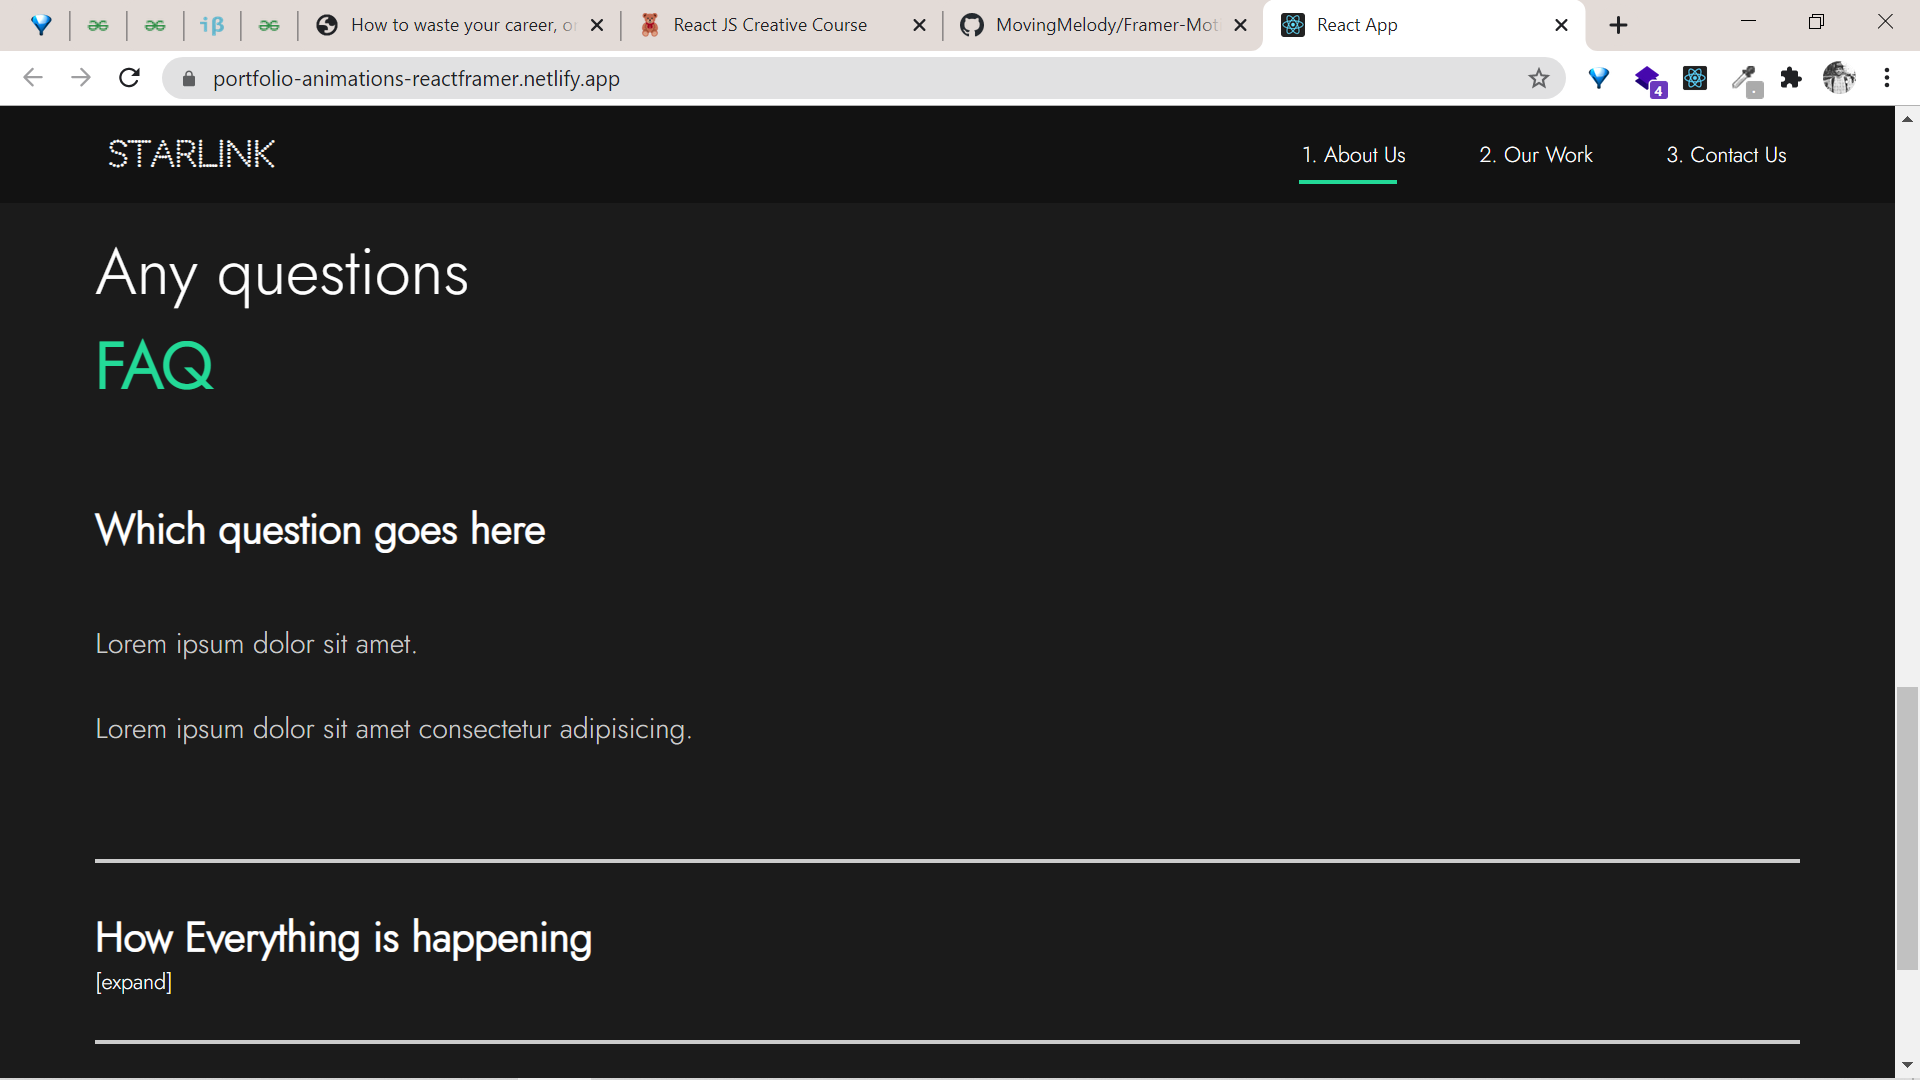 How to waste your career, o
React JS Creative Course
MovingMelody/Framer-Mot
React App
portfolio-animations-reactframer.netlify.app
4
STARLINK
1. About Us
2. Our Work
3. Contact Us
Any questions
FAQ
Which question goes here
Lorem ipsum dolor sit amet.
Lorem ipsum dolor sit amet consectetur adipisicing.
How Everything is happening
[expand]